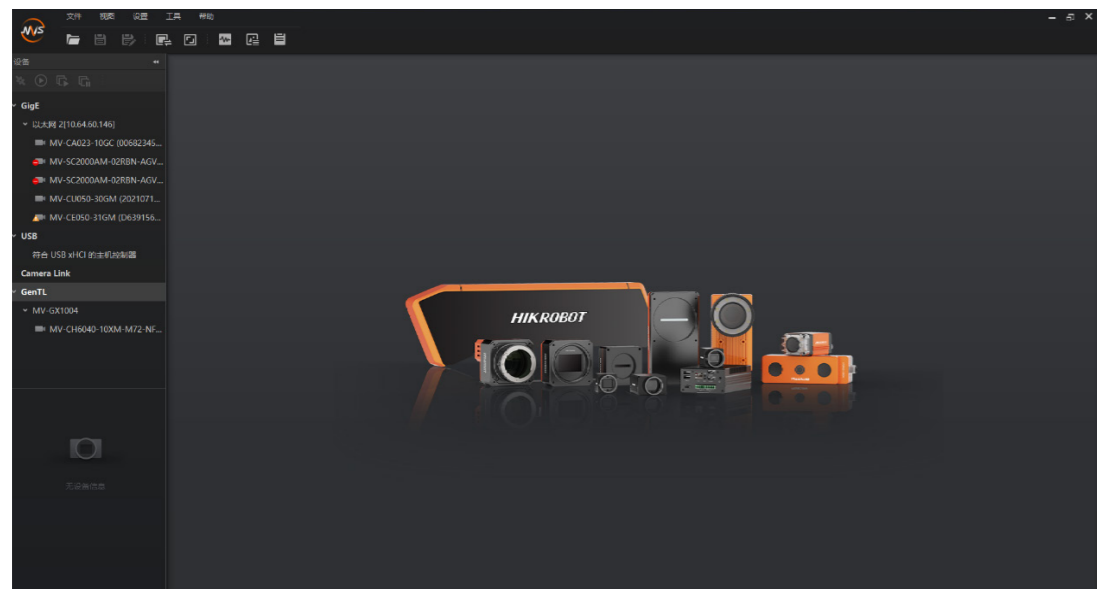 文件 视图 设置 工具 帮助
MVS
设备
GigE
以太网 2[10.64.60.146]
MV-CA023-10GC (00682345...
MV-SC2000AM-02RBN-AGV...
MV-SC2000AM-02RBN-AGV...
MV-CU050-30GM (2021071...
MV-CE050-31GM (D639156...
USB
符合 USB xHCI 的主机控制器
Camera Link
GenTL
MV-GX1004
MV-CH6040-10XM-M72-NF...
无设备信息
HIKROBOT